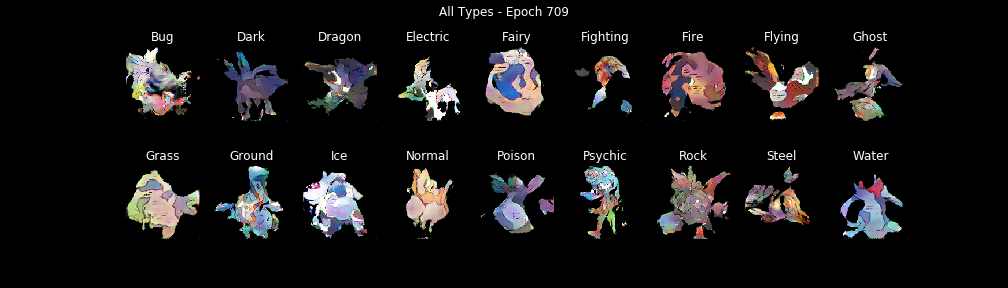 All Types - Epoch 709
Bug Dark Dragon Electric Fairy Fighting Fire Flying Ghost
Grass Ground Ice Normal Poison Psychic Rock Steel Water